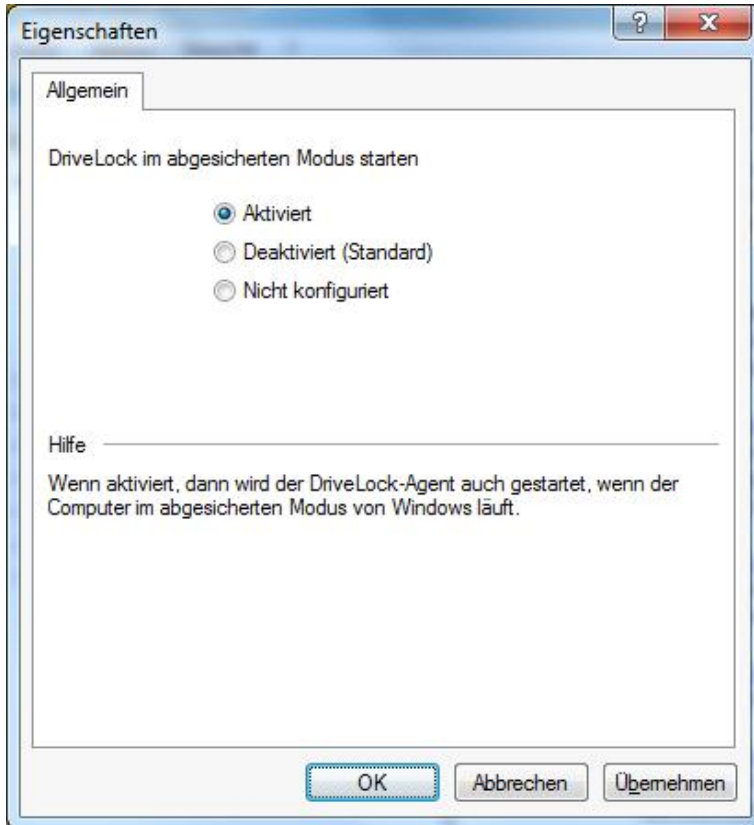 Eigenschaften
Allgemein
DriveLock im abgesicherten Modus starten
Aktiviert
Deaktiviert (Standard)
Nicht konfiguriert
Hilfe
Wenn aktiviert, dann wird der DriveLock-Agent auch gestartet, wenn der
Computer im abgesicherten Modus von Windows läuft.
OK Abbrechen Übernehmen